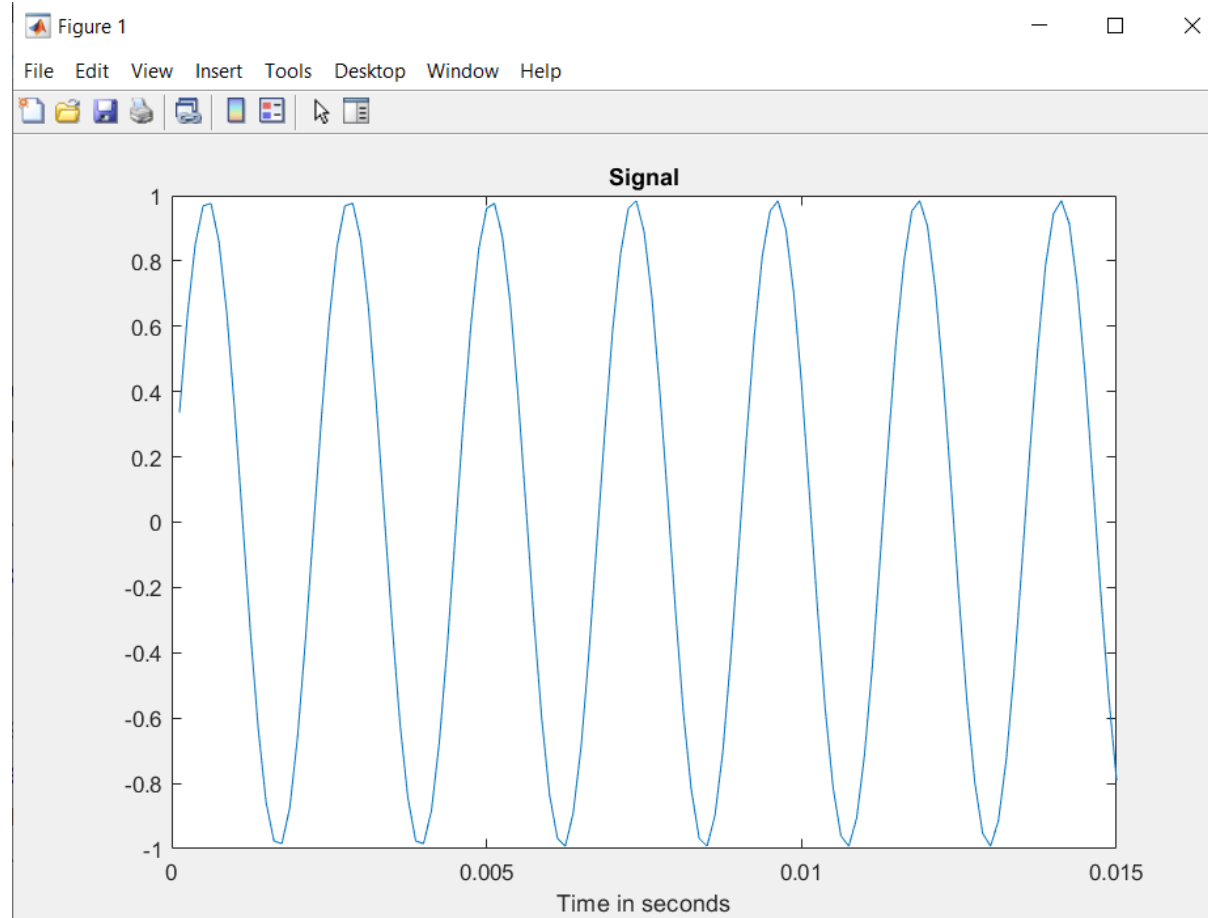 Figure 1
File Edit View Insert Tools Desktop Window Help
Signal
1
0.8
0.6
0.4
0.2
0
-0.2
-0.4
-0.6
-0.8
-1
0 0.005 0.01 0.015
Time in seconds